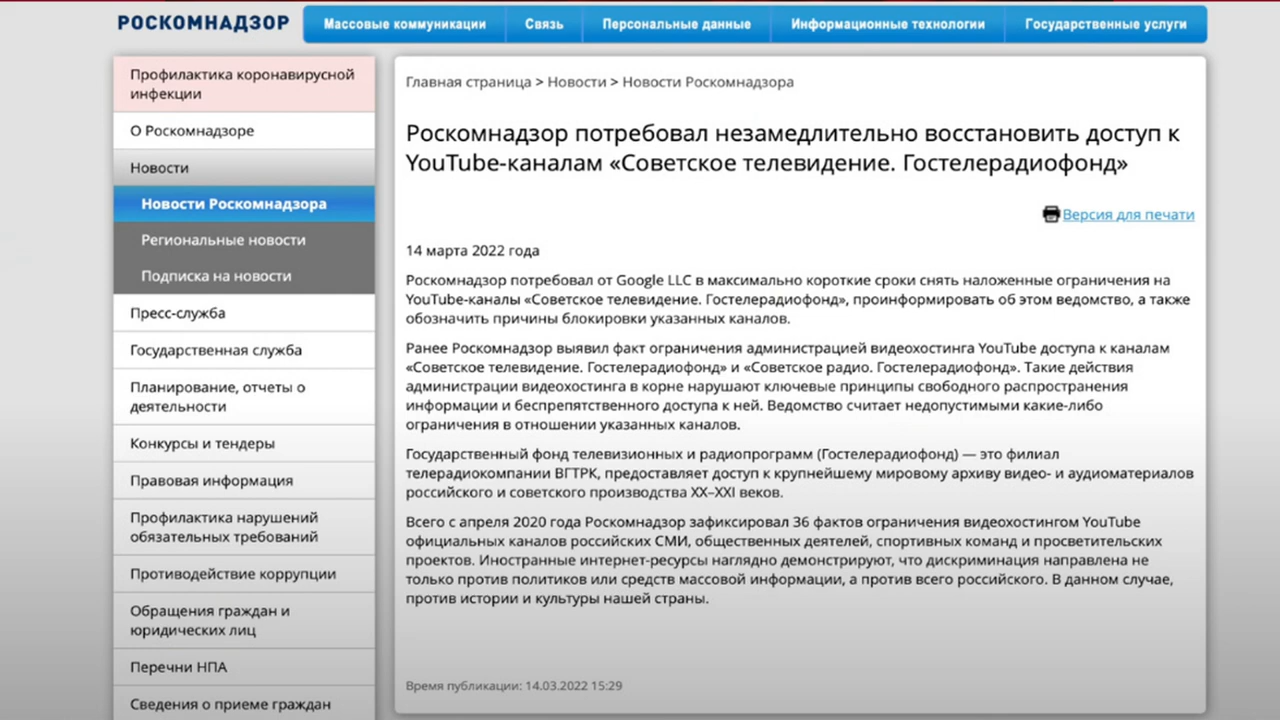 РОСКОМНАДЗОР
Массовые коммуникации
Связь
Персональные данные
Информационные технологии
Государственные услуги
Профилактика коронавирусной
инфекции
О Роскомнадзоре
Новости
Новости Роскомнадзора
Региональные новости
Подписка на новости
Пресс-служба
Государственная служба
Планирование, отчеты о
деятельности
Конкурсы и тендеры
Правовая информация
Профилактика нарушений
обязательных требований
Противодействие коррупции
Обращения граждан и
юридических лиц
Перечни НПА
Сведения о приеме граждан
Главная страница > Новости > Новости Роскомнадзора
Роскомнадзор потребовал незамедлительно восстановить доступ к
YouTube-каналам «Советское телевидение. Гостелерадиофонд»
Версия для печати
14 марта 2022 года
Роскомнадзор потребовал от Google LLC в максимально короткие сроки снять наложенные ограничения на
YouTube-каналы «Советское телевидение. Гостелерадиофонд», проинформировать об этом ведомство, а также
обозначить причины блокировки указанных каналов.
Ранее Роскомнадзор выявил факт ограничения администрацией видеохостинга YouTube доступа к каналам
«Советское телевидение. Гостелерадиофонд» и «Советское радио. Гостелерадиофонд». Такие действия
администрации видеохостинга в корне нарушают ключевые принципы свободного распространения
информации и беспрепятственного доступа к ней. Ведомство считает недопустимыми какие-либо
ограничения в отношении указанных каналов.
Государственный фонд телевизионных и радиопрограмм (Гостелерадиофонд) — это филиал
телерадиокомпании ВГТРК, предоставляет доступ к крупнейшему мировому архиву видео- и аудиоматериалов
российского и советского производства XX–XXI веков.
Всего с апреля 2020 года Роскомнадзор зафиксировал 36 фактов ограничения видеохостингом YouTube
официальных каналов российских СМИ, общественных деятелей, спортивных команд и просветительских
проектов. Иностранные интернет-ресурсы наглядно демонстрируют, что дискриминация направлена не
только против политиков или средств массовой информации, а против всего российского. В данном случае,
против истории и культуры нашей страны.
Время публикации: 14.03.2022 15:29